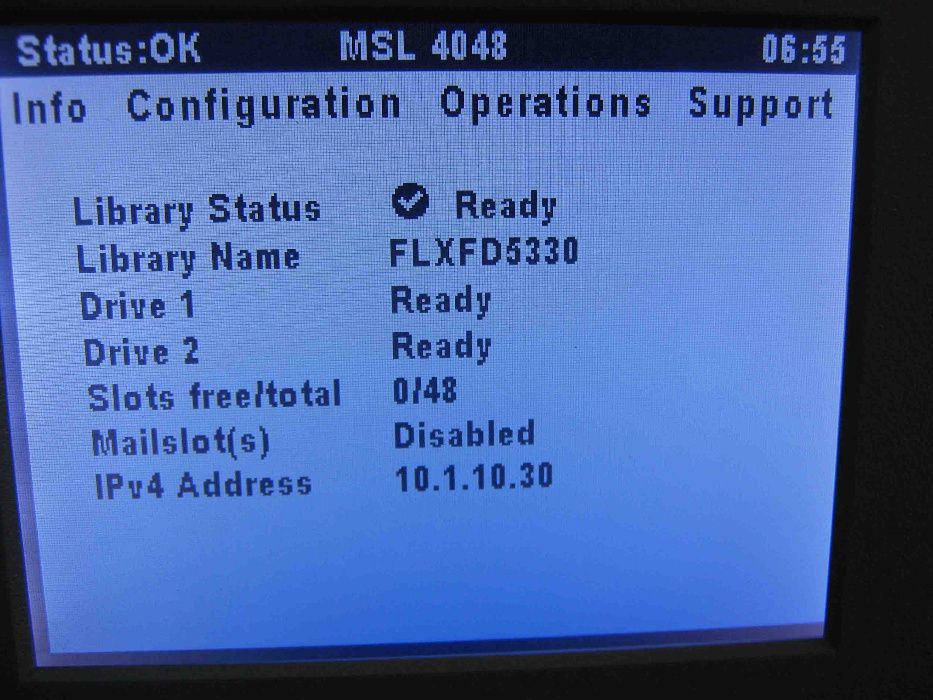 Status:OK MSL 4048 06:55
Info Configuration Operations Support
Library Status Ready
Library Name FLXFD5330
Drive 1 Ready
Drive 2 Ready
Slots free/total 0/48
Mailslot(s) Disabled
IPv4 Address 10.1.10.30